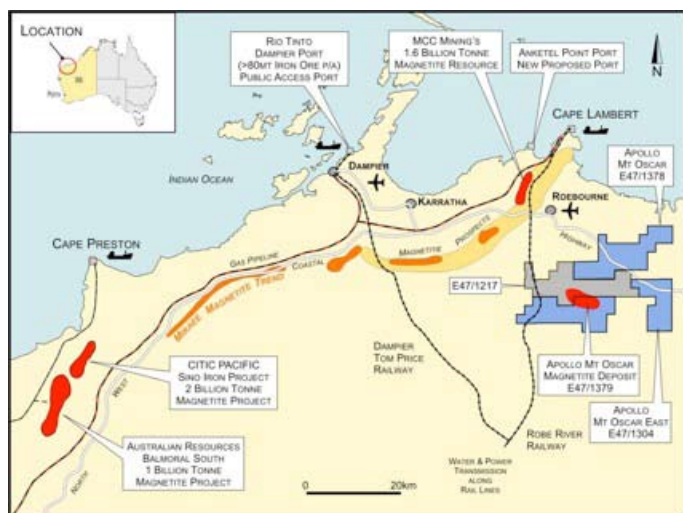 LOCATION
WA
PERTH
RIO TINTO
DAMPIER PORT
(>80MT IRON ORE P/A)
PUBLIC ACCESS PORT
MCC MINING'S
1.6 BILLION TONNE
MAGNETITE RESOURCE
ANKETEL POINT PORT
NEW PROPOSED PORT
N
CAPE LAMBERT
APOLLO
MT OSCAR
E47/1378
INDIAN OCEAN
DAMPIER
KARRATHA
ROEBOURNE
CAPE PRESTON
GAS PIPELINE
COASTAL
MAGNETITE
PROSPECTS
HIGHWAY
E47/1217
MIKHEE MAGNETITE TREND
CITIC PACIFIC
SINO IRON PROJECT
2 BILLION TONNE
MAGNETITE PROJECT
WEST
NORTH
DAMPIER
TOM PRICE
RAILWAY
APOLLO MT OSCAR
MAGNETITE DEPOSIT
E47/1379
APOLLO
MT OSCAR EAST
E47/1304
AUSTRALIAN RESOURCES
BALMORAL SOUTH
1 BILLION TONNE
MAGNETITE PROJECT
ROBE RIVER
RAILWAY
WATER & POWER
TRANSMISSION
ALONG
RAIL LINES
0 20km